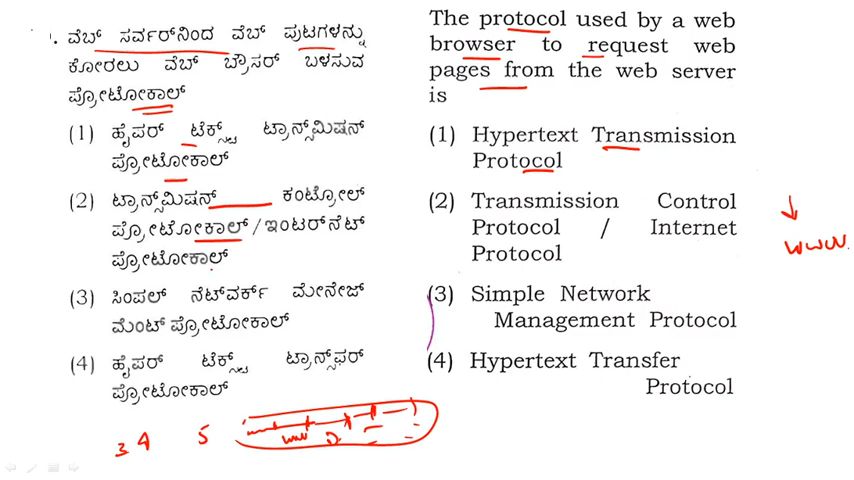 . ವೆಬ್ ಸರ್ವರ್‌ನಿಂದ ವೆಬ್ ಪುಟಗಳನ್ನು
ಕೋರಲು ವೆಬ್ ಬ್ರೌಸರ್ ಬಳಸುವ
ಪ್ರೋಟೋಕಾಲ್
(1) ಹೈಪರ್ ಟೆಕ್ಸ್ಟ್ ಟ್ರಾನ್ಸ್‌ಮಿಷನ್
ಪ್ರೋಟೋಕಾಲ್
(2) ಟ್ರಾನ್ಸ್‌ಮಿಷನ್ ಕಂಟ್ರೋಲ್
ಪ್ರೋಟೋಕಾಲ್/ಇಂಟರ್‌ನೆಟ್
ಪ್ರೋಟೋಕಾಲ್
(3) ಸಿಂಪಲ್ ನೆಟ್‌ವರ್ಕ್ ಮೇನೇಜ್
ಮೆಂಟ್ ಪ್ರೋಟೋಕಾಲ್
(4) ಹೈಪರ್ ಟೆಕ್ಸ್ಟ್ ಟ್ರಾನ್ಸ್‌ಫರ್
ಪ್ರೋಟೋಕಾಲ್
The protocol used by a web
browser to request web
pages from the web server
is
(1) Hypertext Transmission
Protocol
(2) Transmission Control
Protocol / Internet
Protocol
(3) Simple Network
Management Protocol
(4) Hypertext Transfer
Protocol
www
3 4 5 www D